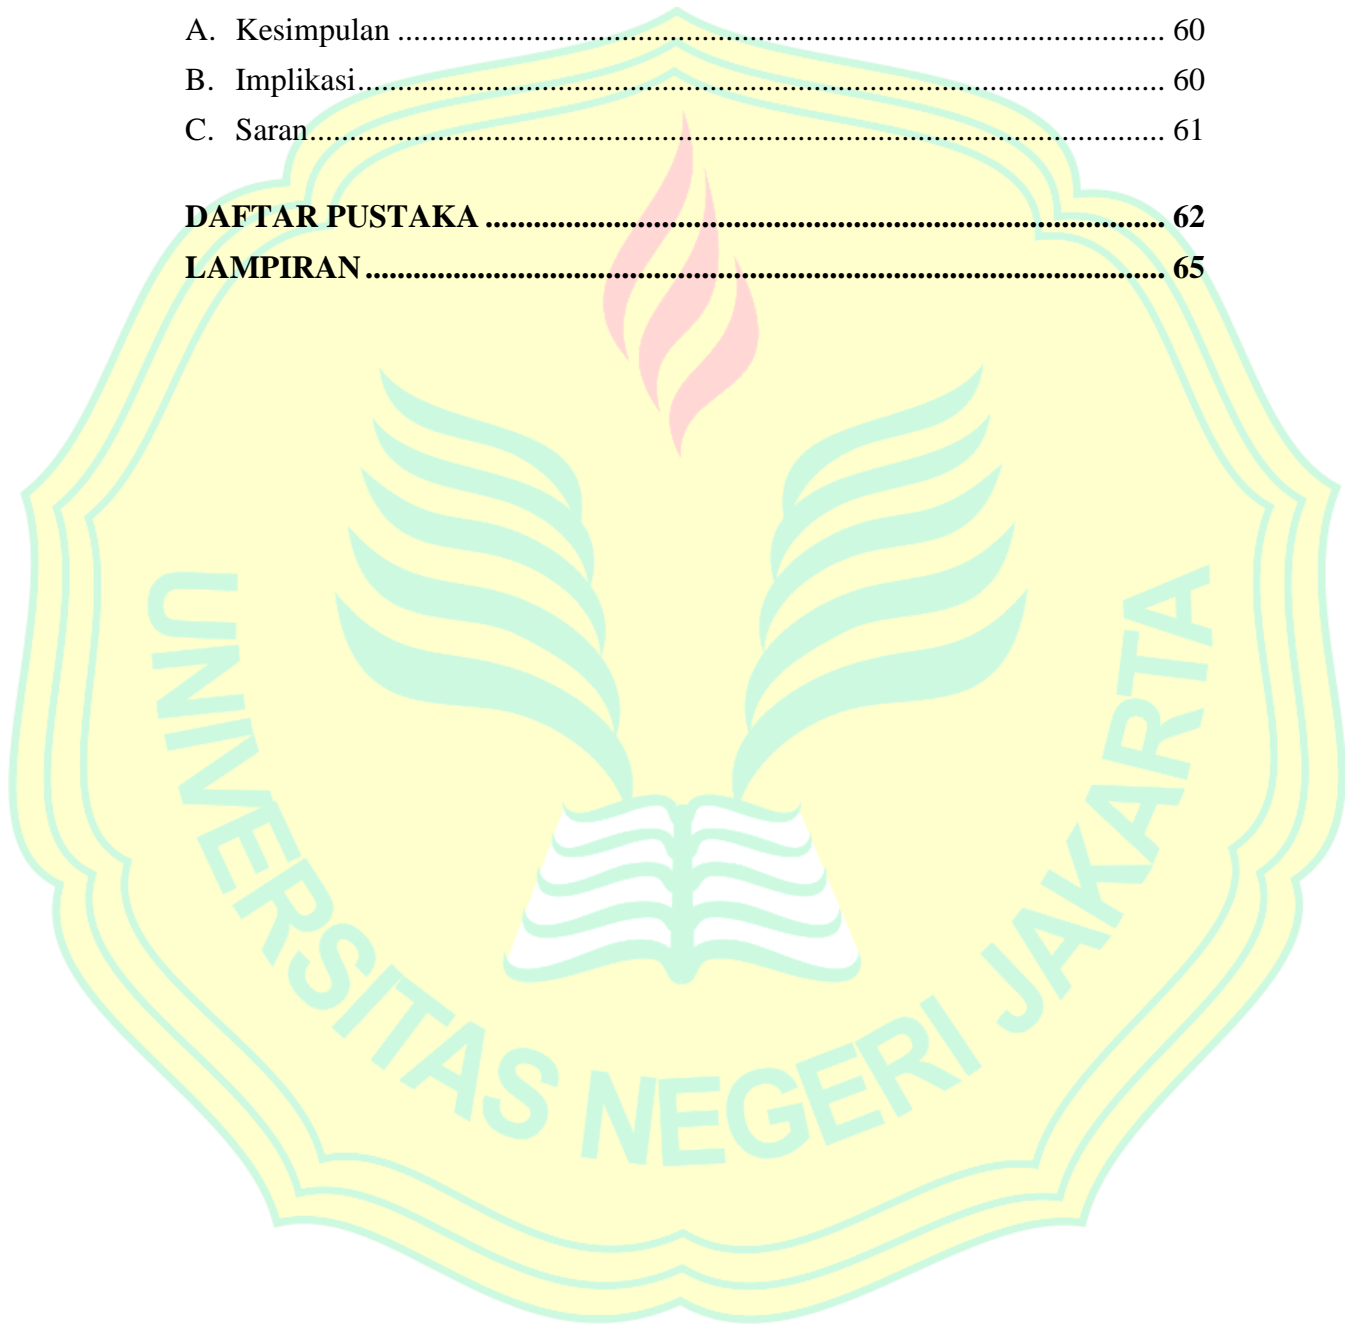 A. Kesimpulan ................................................................................................ 60
B. Implikasi..................................................................................................... 60
C. Saran........................................................................................................... 61
DAFTAR PUSTAKA ..................................................................................... 62
LAMPIRAN .................................................................................................... 65
UNIVERSITAS NEGERI JAKARTA